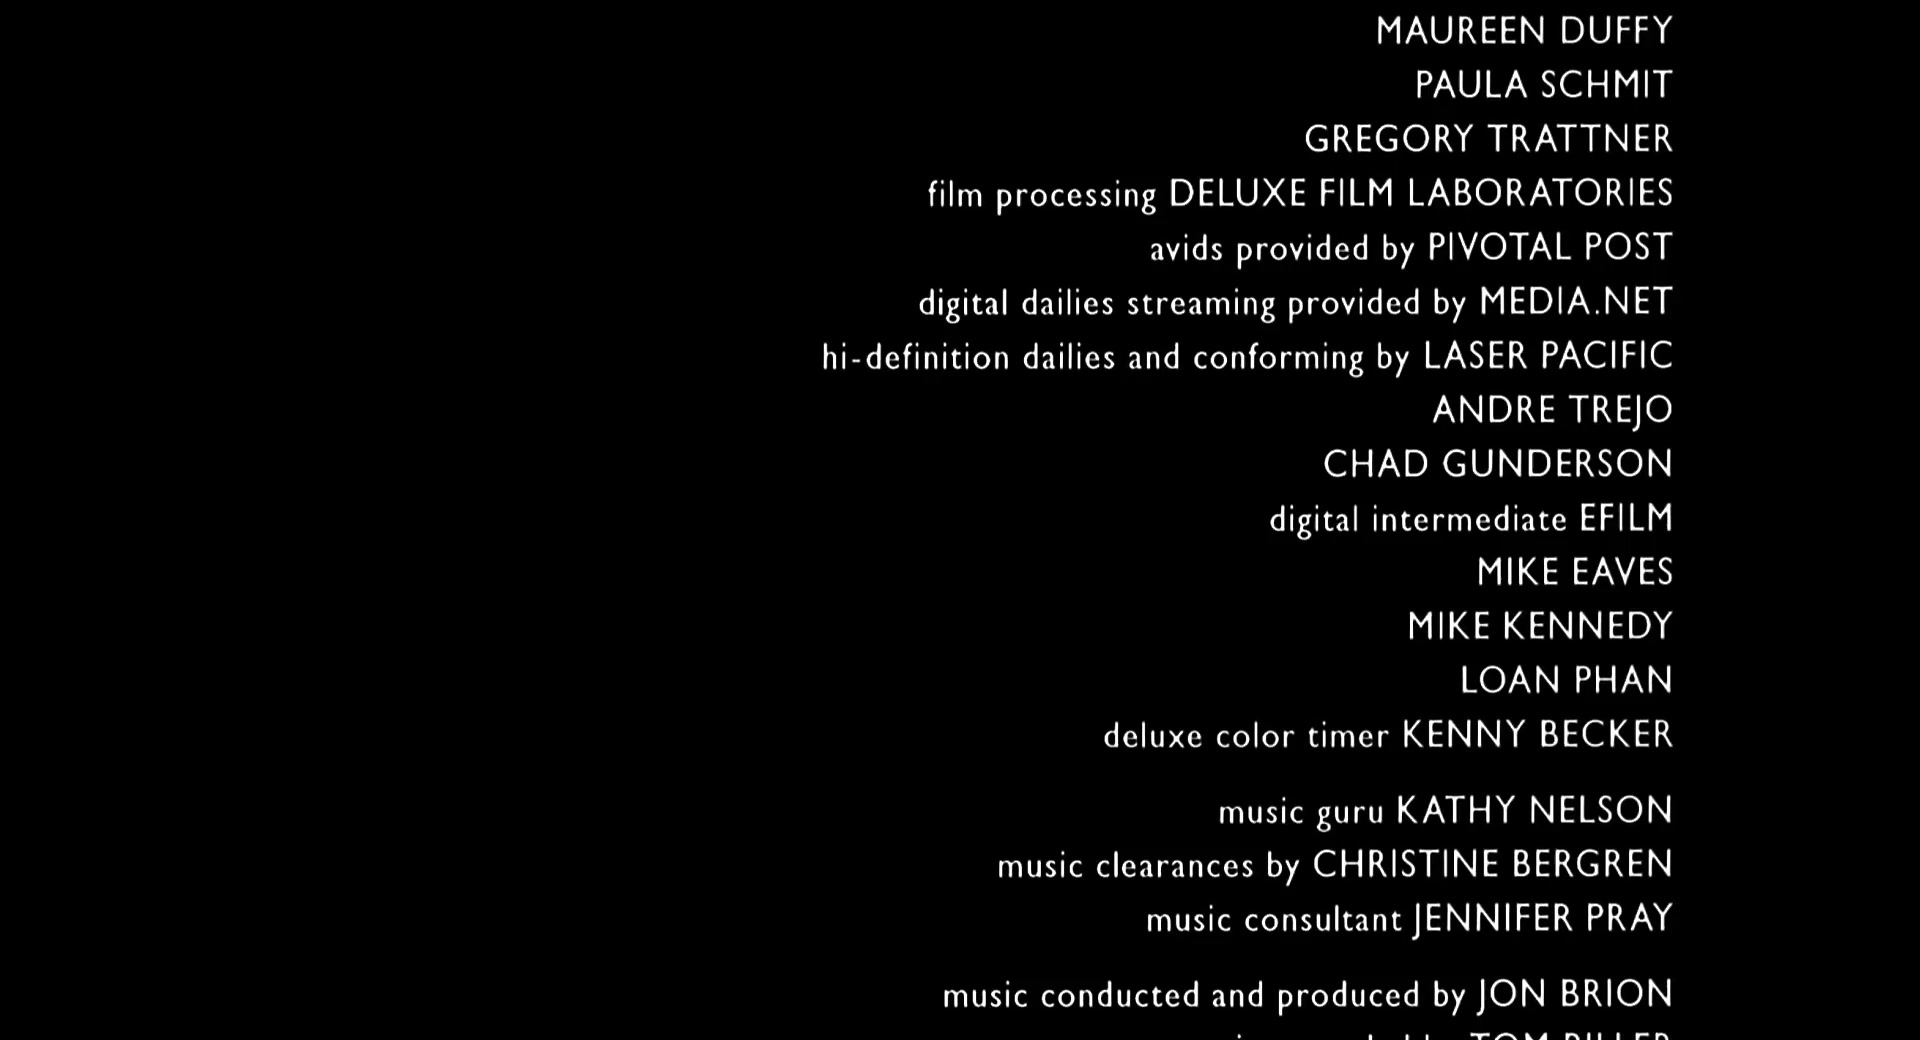 MAUREEN DUFFY
PAULA SCHMIT
GREGORY TRATTNER
film processing DELUXE FILM LABORATORIES
avids provided by PIVOTAL POST
digital dailies streaming provided by MEDIA.NET
hi-definition dailies and conforming by LASER PACIFIC
ANDRE TREJO
CHAD GUNDERSON
digital intermediate EFILM
MIKE EAVES
MIKE KENNEDY
LOAN PHAN
deluxe color timer KENNY BECKER
music guru KATHY NELSON
music clearances by CHRISTINE BERGREN
music consultant JENNIFER PRAY
music conducted and produced by JON BRION